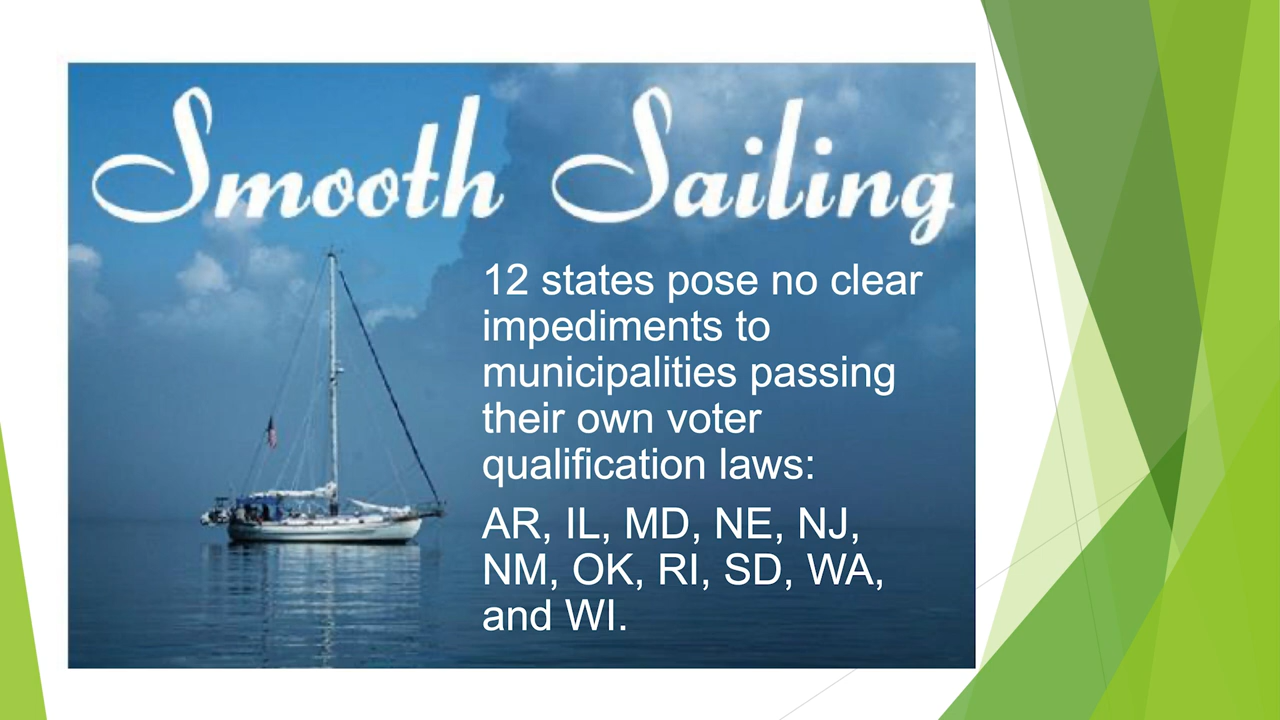 Smooth Sailing
12 states pose no clear
impediments to
municipalities passing
their own voter
qualification laws:
AR, IL, MD, NE, NJ,
NM, OK, RI, SD, WA,
and WI.